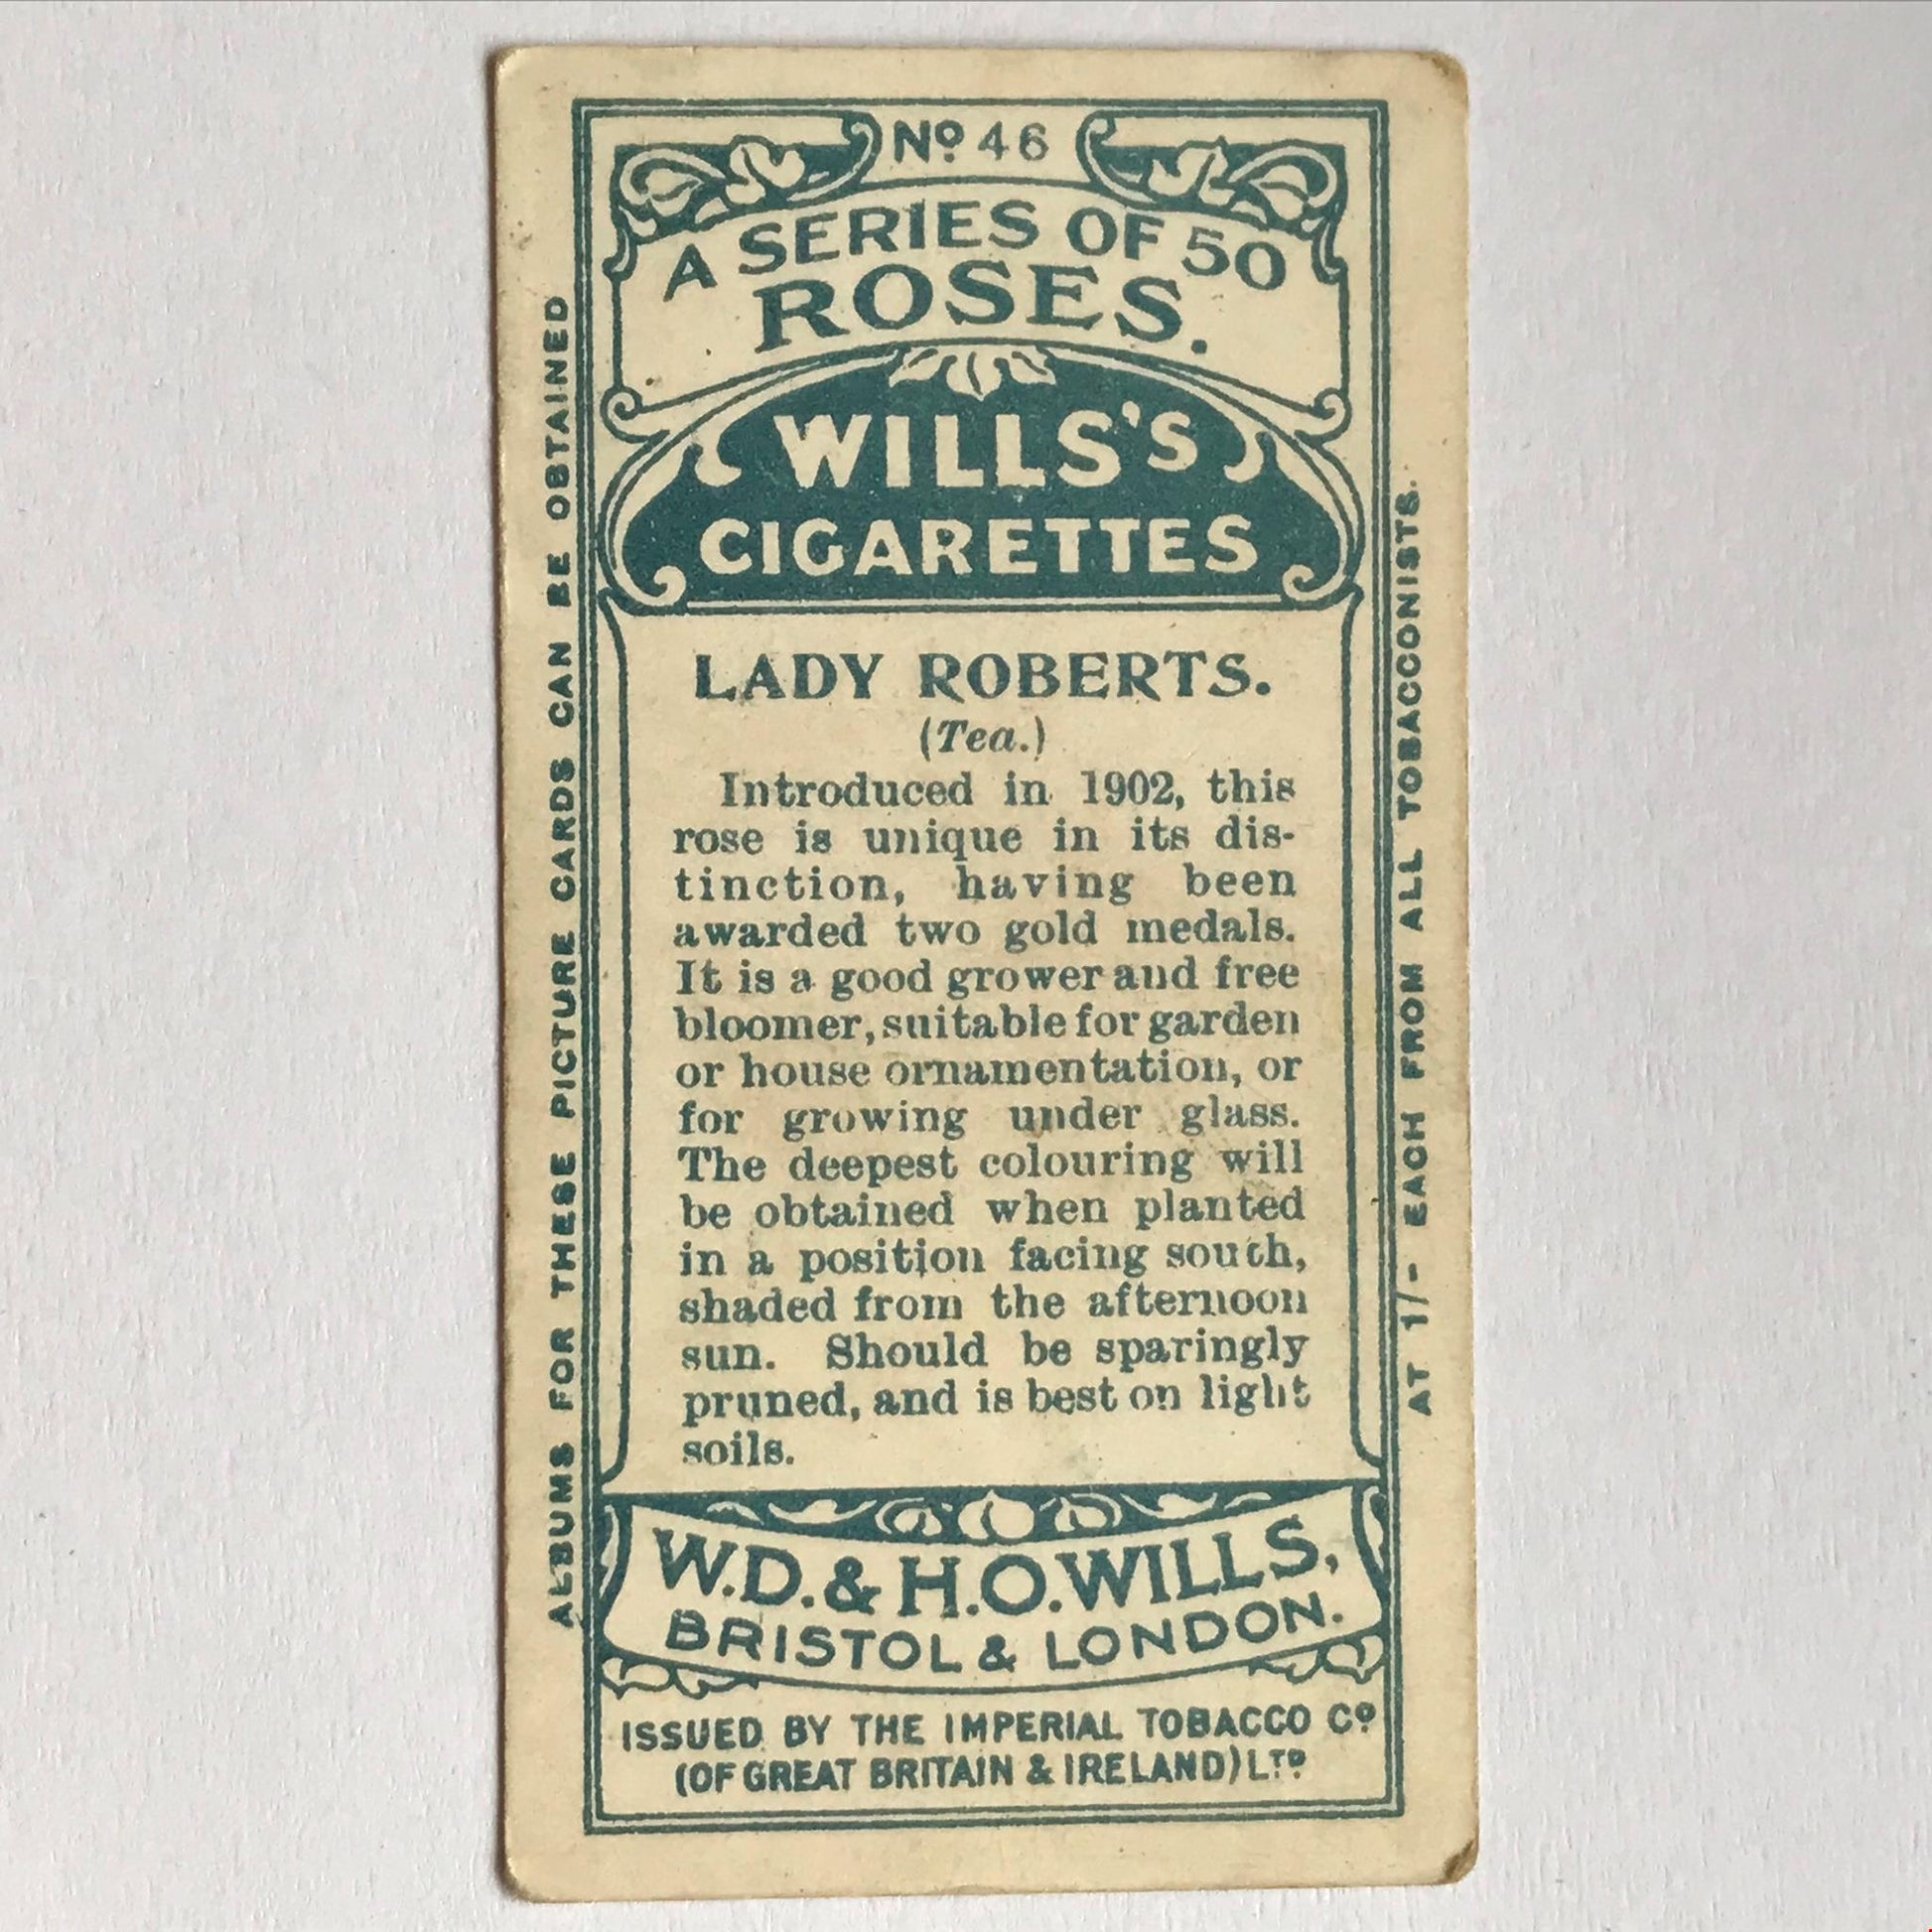 Nº 46
A SERIES OF 50
ROSES.
WILLS'S
CIGARETTES
LADY ROBERTS.
(Tea.)
Introduced in 1902, this
rose is unique in its dis-
tinction, having been
awarded two gold medals.
It is a good grower and free
bloomer, suitable for garden
or house ornamentation, or
for growing under glass.
The deepest colouring will
be obtained when planted
in a position facing south,
shaded from the afternoon
sun. Should be sparingly
pruned, and is best on light
soils.
W.D. & H.O. WILLS,
BRISTOL & LONDON.
ISSUED BY THE IMPERIAL TOBACCO Cº
(OF GREAT BRITAIN & IRELAND) LTD
ALBUMS FOR THESE PICTURE CARDS CAN BE OBTAINED
AT 1/- EACH FROM ALL TOBACCONISTS.